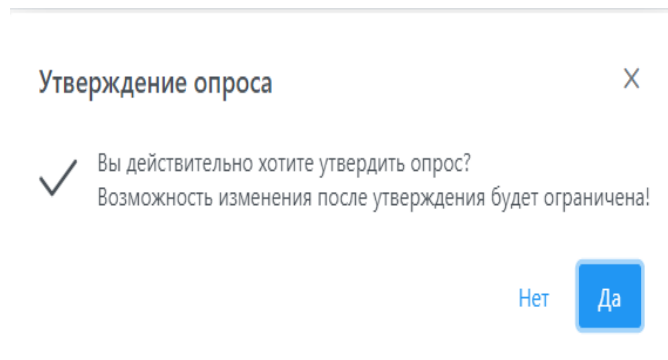 Утверждение опроса
Вы действительно хотите утвердить опрос?
Возможность изменения после утверждения будет ограничена!
Нет
Да